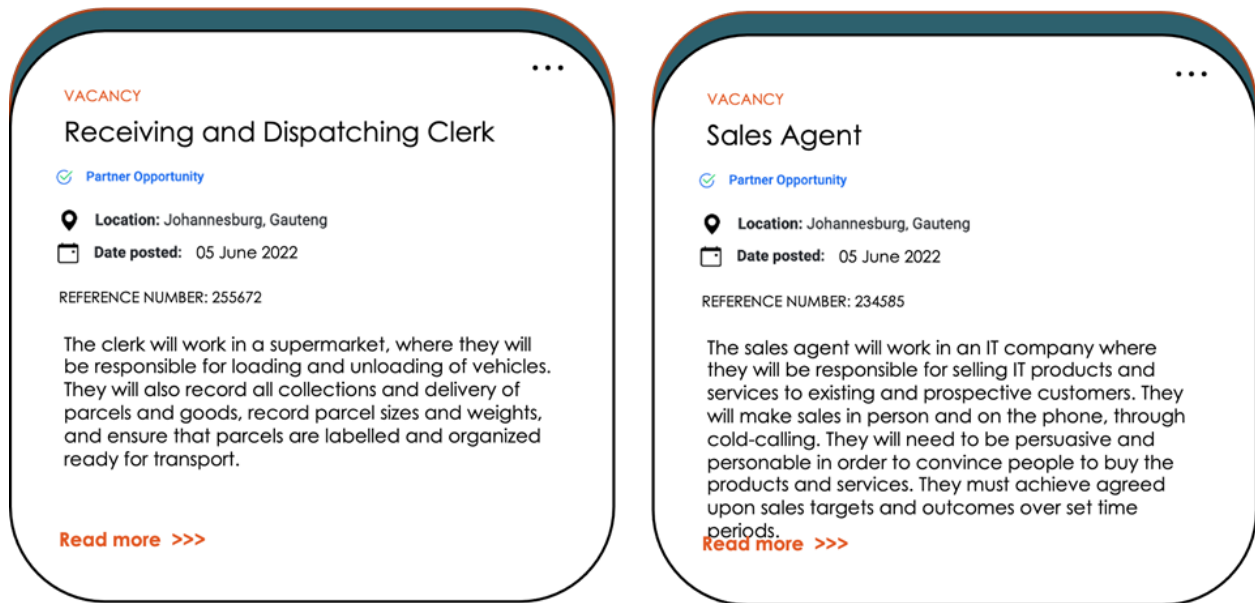 VACANCY
Receiving and Dispatching Clerk
Partner Opportunity
Location: Johannesburg, Gauteng
Date posted: 05 June 2022
REFERENCE NUMBER: 255672
The clerk will work in a supermarket, where they will
be responsible for loading and unloading of vehicles.
They will also record all collections and delivery of
parcels and goods, record parcel sizes and weights,
and ensure that parcels are labelled and organized
ready for transport.
Read more >>>
VACANCY
Sales Agent
Partner Opportunity
Location: Johannesburg, Gauteng
Date posted: 05 June 2022
REFERENCE NUMBER: 234585
The sales agent will work in an IT company where
they will be responsible for selling IT products and
services to existing and prospective customers. They
will make sales in person and on the phone, through
cold-calling. They will need to be persuasive and
personable in order to convince people to buy the
products and services. They must achieve agreed
upon sales targets and outcomes over set time
periods.
Read more >>>